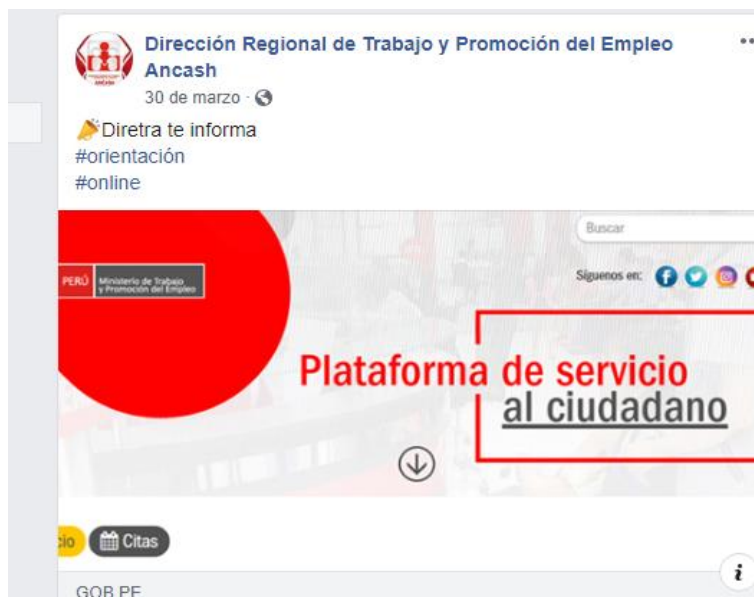 Dirección Regional de Trabajo y Promoción del Empleo
Ancash
30 de marzo
Diretra te informa
#orientación
#online
Buscar
PERÚ
Ministerio de Trabajo
y Promoción del Empleo
Síguenos en:
Plataforma de servicio
al ciudadano
cio
Citas
GOB.PE